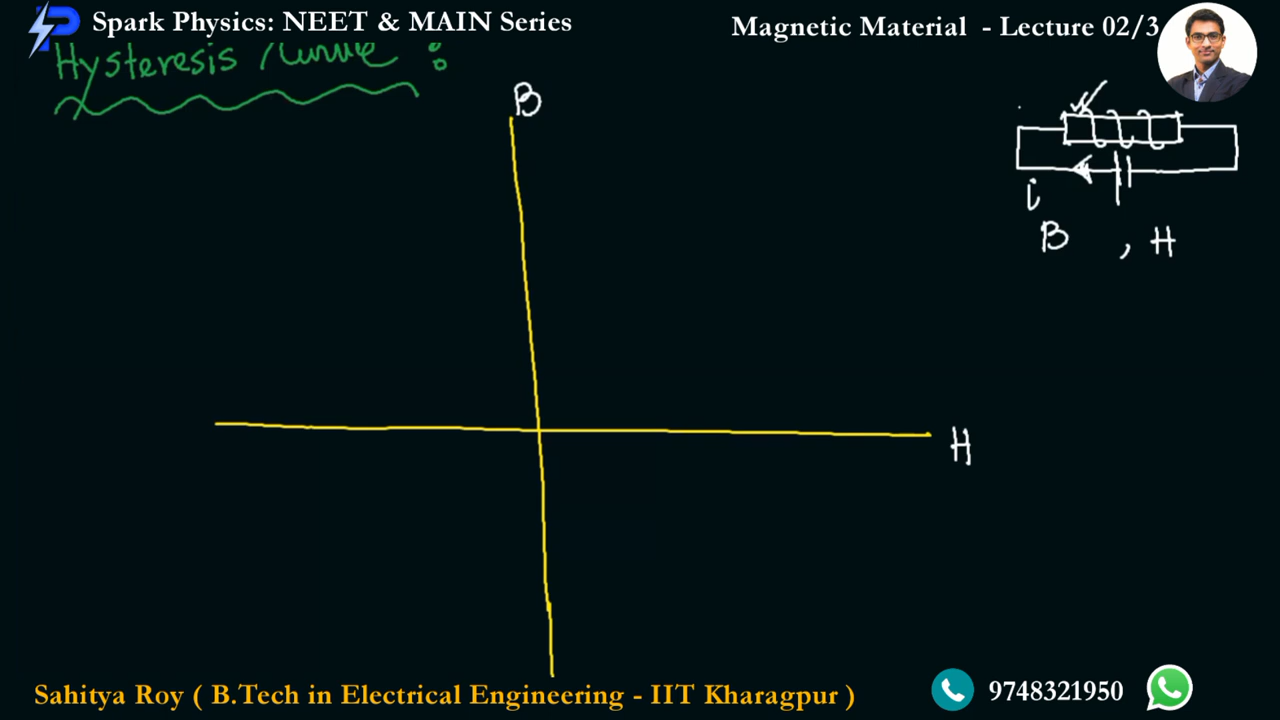 Spark Physics: NEET & MAIN Series
Magnetic Material - Lecture 02/3
Hysteresis Curve :
B
i
B , H
H
Sahitya Roy ( B.Tech in Electrical Engineering - IIT Kharagpur )
9748321950